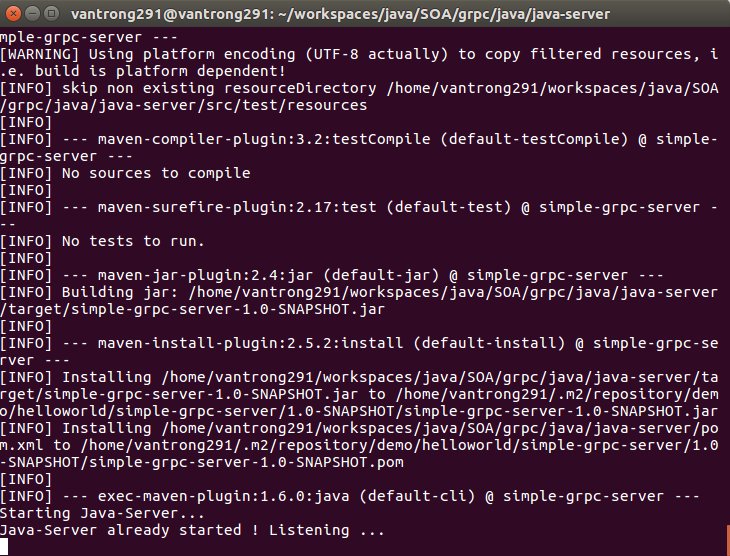 vantrong291@vantrong291: ~/workspaces/java/SOA/grpc/java/java-server
mple-grpc-server ---
[WARNING] Using platform encoding (UTF-8 actually) to copy filtered resources, i
.e. build is platform dependent!
[INFO] skip non existing resourceDirectory /home/vantrong291/workspaces/java/SOA
/grpc/java/java-server/src/test/resources
[INFO]
[INFO] --- maven-compiler-plugin:3.2:testCompile (default-testCompile) @ simple-
grpc-server ---
[INFO] No sources to compile
[INFO]
[INFO] --- maven-surefire-plugin:2.17:test (default-test) @ simple-grpc-server -
--
[INFO] No tests to run.
[INFO]
[INFO] --- maven-jar-plugin:2.4:jar (default-jar) @ simple-grpc-server ---
[INFO] Building jar: /home/vantrong291/workspaces/java/SOA/grpc/java/java-server
/target/simple-grpc-server-1.0-SNAPSHOT.jar
[INFO]
[INFO] --- maven-install-plugin:2.5.2:install (default-install) @ simple-grpc-se
rver ---
[INFO] Installing /home/vantrong291/workspaces/java/SOA/grpc/java/java-server/ta
rget/simple-grpc-server-1.0-SNAPSHOT.jar to /home/vantrong291/.m2/repository/dem
o/helloworld/simple-grpc-server/1.0-SNAPSHOT/simple-grpc-server-1.0-SNAPSHOT.jar
[INFO] Installing /home/vantrong291/workspaces/java/SOA/grpc/java/java-server/po
m.xml to /home/vantrong291/.m2/repository/demo/helloworld/simple-grpc-server/1.0
-SNAPSHOT/simple-grpc-server-1.0-SNAPSHOT.pom
[INFO]
[INFO] --- exec-maven-plugin:1.6.0:java (default-cli) @ simple-grpc-server ---
Starting Java-Server...
Java-Server already started ! Listening ...